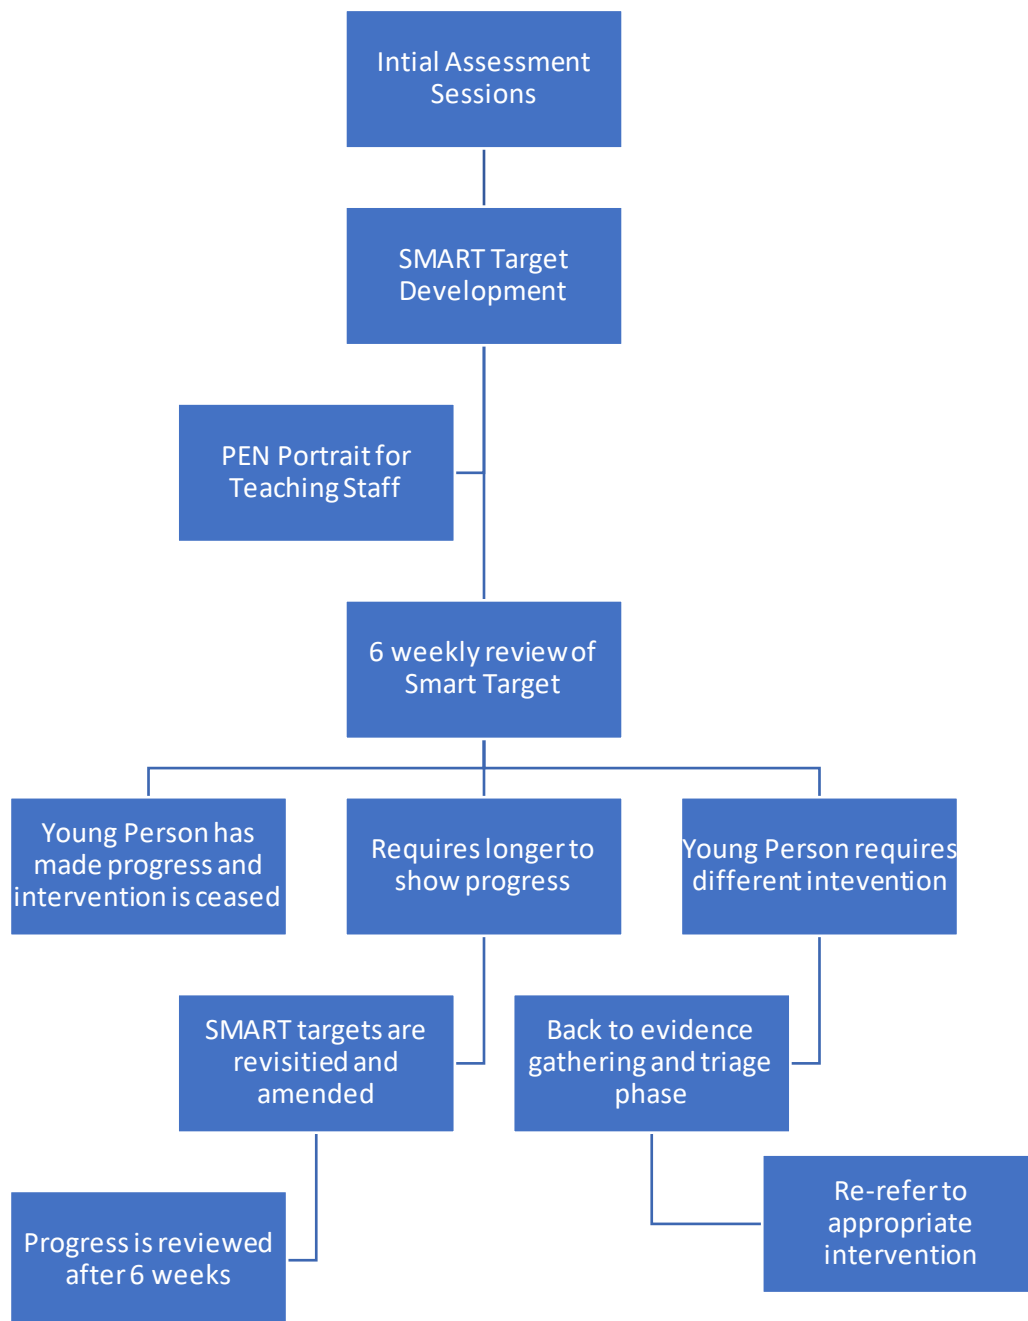 Intial Assessment
Sessions
SMART Target
Development
PEN Portrait for
Teaching Staff
6 weekly review of
Smart Target
Young Person has
made progress and
intervention is ceased
Requires longer to
show progress
Young Person requires
different intevention
SMART targets are
revisitied and
amended
Back to evidence
gathering and triage
phase
Progress is reviewed
after 6 weeks
Re-refer to
appropriate
intervention